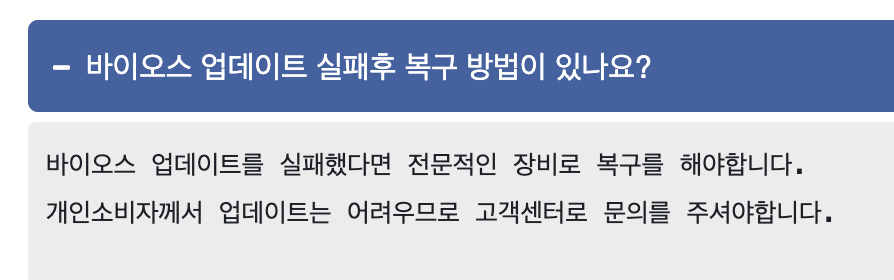 – 바이오스 업데이트 실패후 복구 방법이 있나요?
바이오스 업데이트를 실패했다면 전문적인 장비로 복구를 해야합니다.
개인소비자께서 업데이트는 어려우므로 고객센터로 문의를 주셔야합니다.